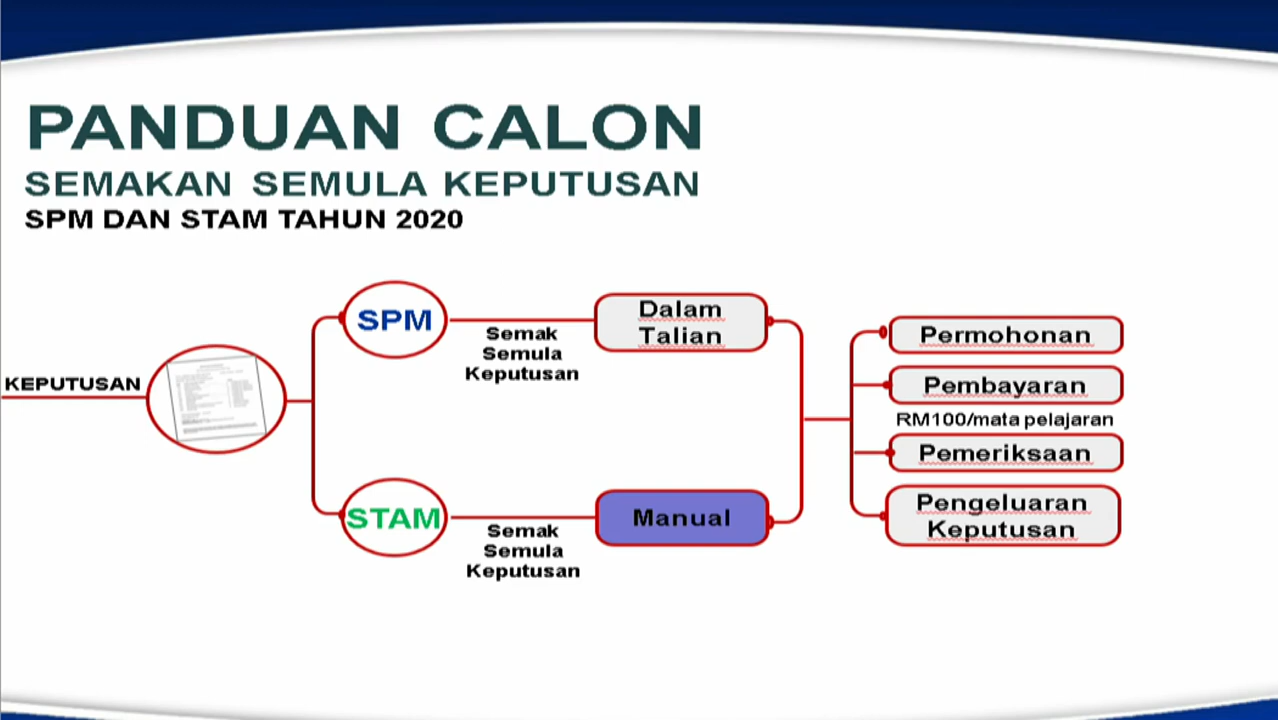 PANDUAN CALON
SEMAKAN SEMULA KEPUTUSAN
SPM DAN STAM TAHUN 2020
KEPUTUSAN
SPM
Semak
Semula
Keputusan
Dalam
Talian
STAM
Semak
Semula
Keputusan
Manual
Permohonan
Pembayaran
RM100/mata pelajaran
Pemeriksaan
Pengeluaran
Keputusan